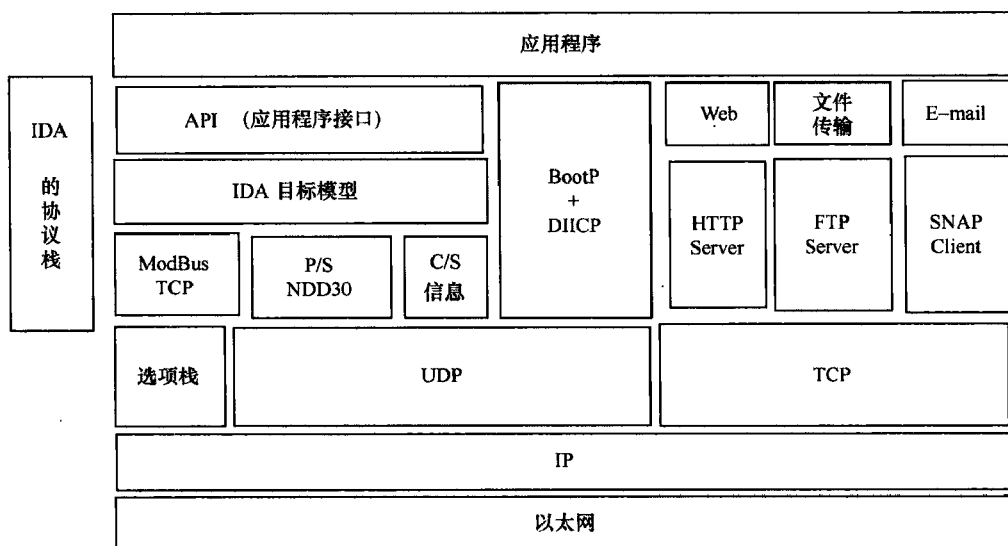 应用程序
IDA
的
协
议
栈
API (应用程序接口)
IDA 目标模型
ModBus
TCP
P/S
NDD30
C/S
信息
BootP
+
DIICP
Web
文件
传输
E-mail
HTTP
Server
FTP
Server
SNAP
Client
选项栈
UDP
TCP
IP
以太网